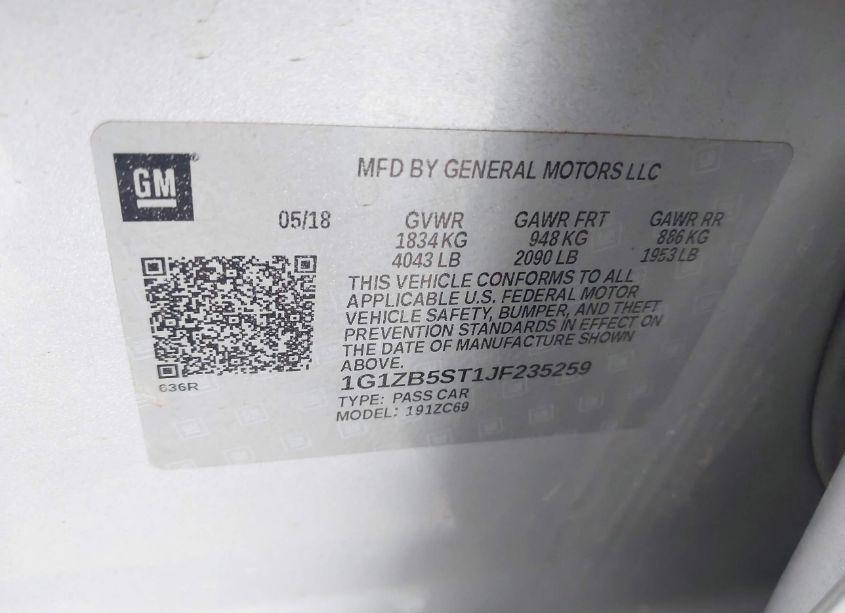 GM
MFD BY GENERAL MOTORS LLC
05/18 GVWR GAWR FRT GAWR RR
1834 KG 948 KG 886 KG
4043 LB 2090 LB 1953 LB
THIS VEHICLE CONFORMS TO ALL
APPLICABLE U.S. FEDERAL MOTOR
VEHICLE SAFETY, BUMPER, AND THEFT
PREVENTION STANDARDS IN EFFECT ON
THE DATE OF MANUFACTURE SHOWN
ABOVE.
1G1ZB5ST1JF235259
636R
TYPE: PASS CAR
MODEL: 191ZC69